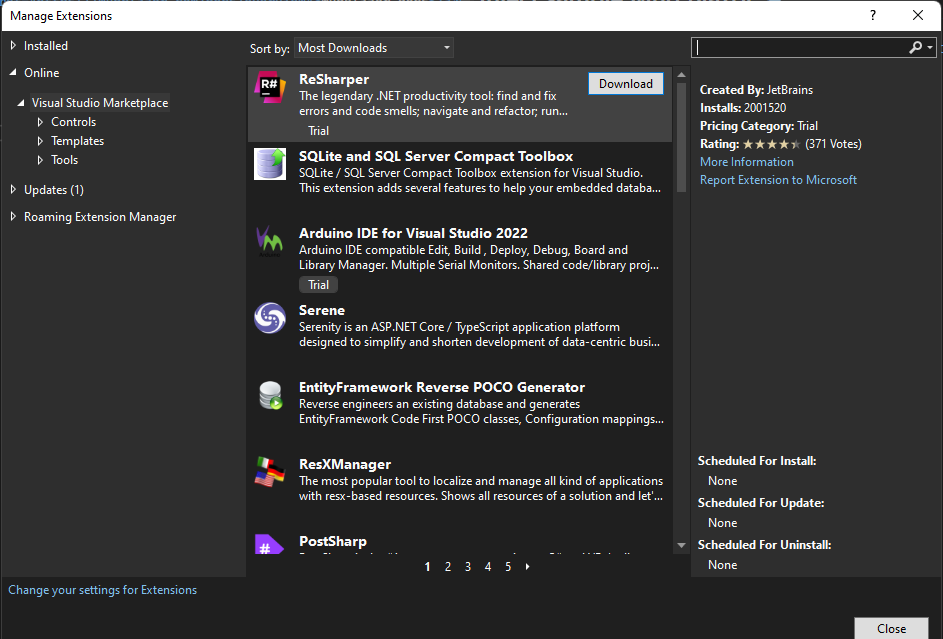 Manage Extensions
?
Installed
Online
Visual Studio Marketplace
Controls
Templates
Tools
Updates (1)
Roaming Extension Manager
Sort by: Most Downloads
R#
ReSharper
Download
The legendary .NET productivity tool: find and fix
errors and code smells; navigate and refactor; run...
Trial
SQLite and SQL Server Compact Toolbox
SQLite / SQL Server Compact Toolbox extension for Visual Studio.
This extension adds several features to help your embedded databa...
Arduino IDE for Visual Studio 2022
Arduino IDE compatible Edit, Build , Deploy, Debug, Board and
Library Manager. Multiple Serial Monitors. Shared code/library proj...
Trial
Serene
Serenity is an ASP.NET Core / TypeScript application platform
designed to simplify and shorten development of data-centric busi...
EntityFramework Reverse POCO Generator
Reverse engineers an existing database and generates
EntityFramework Code First POCO classes, Configuration mappings...
ResXManager
The most popular tool to localize and manage all kind of applications
with resx-based resources. Shows all resources of a solution and let'...
#
PostSharp
1 2 3 4 5
Created By: JetBrains
Installs: 2001520
Pricing Category: Trial
Rating: (371 Votes)
More Information
Report Extension to Microsoft
Scheduled For Install:
None
Scheduled For Update:
None
Scheduled For Uninstall:
None
Change your settings for Extensions
Close